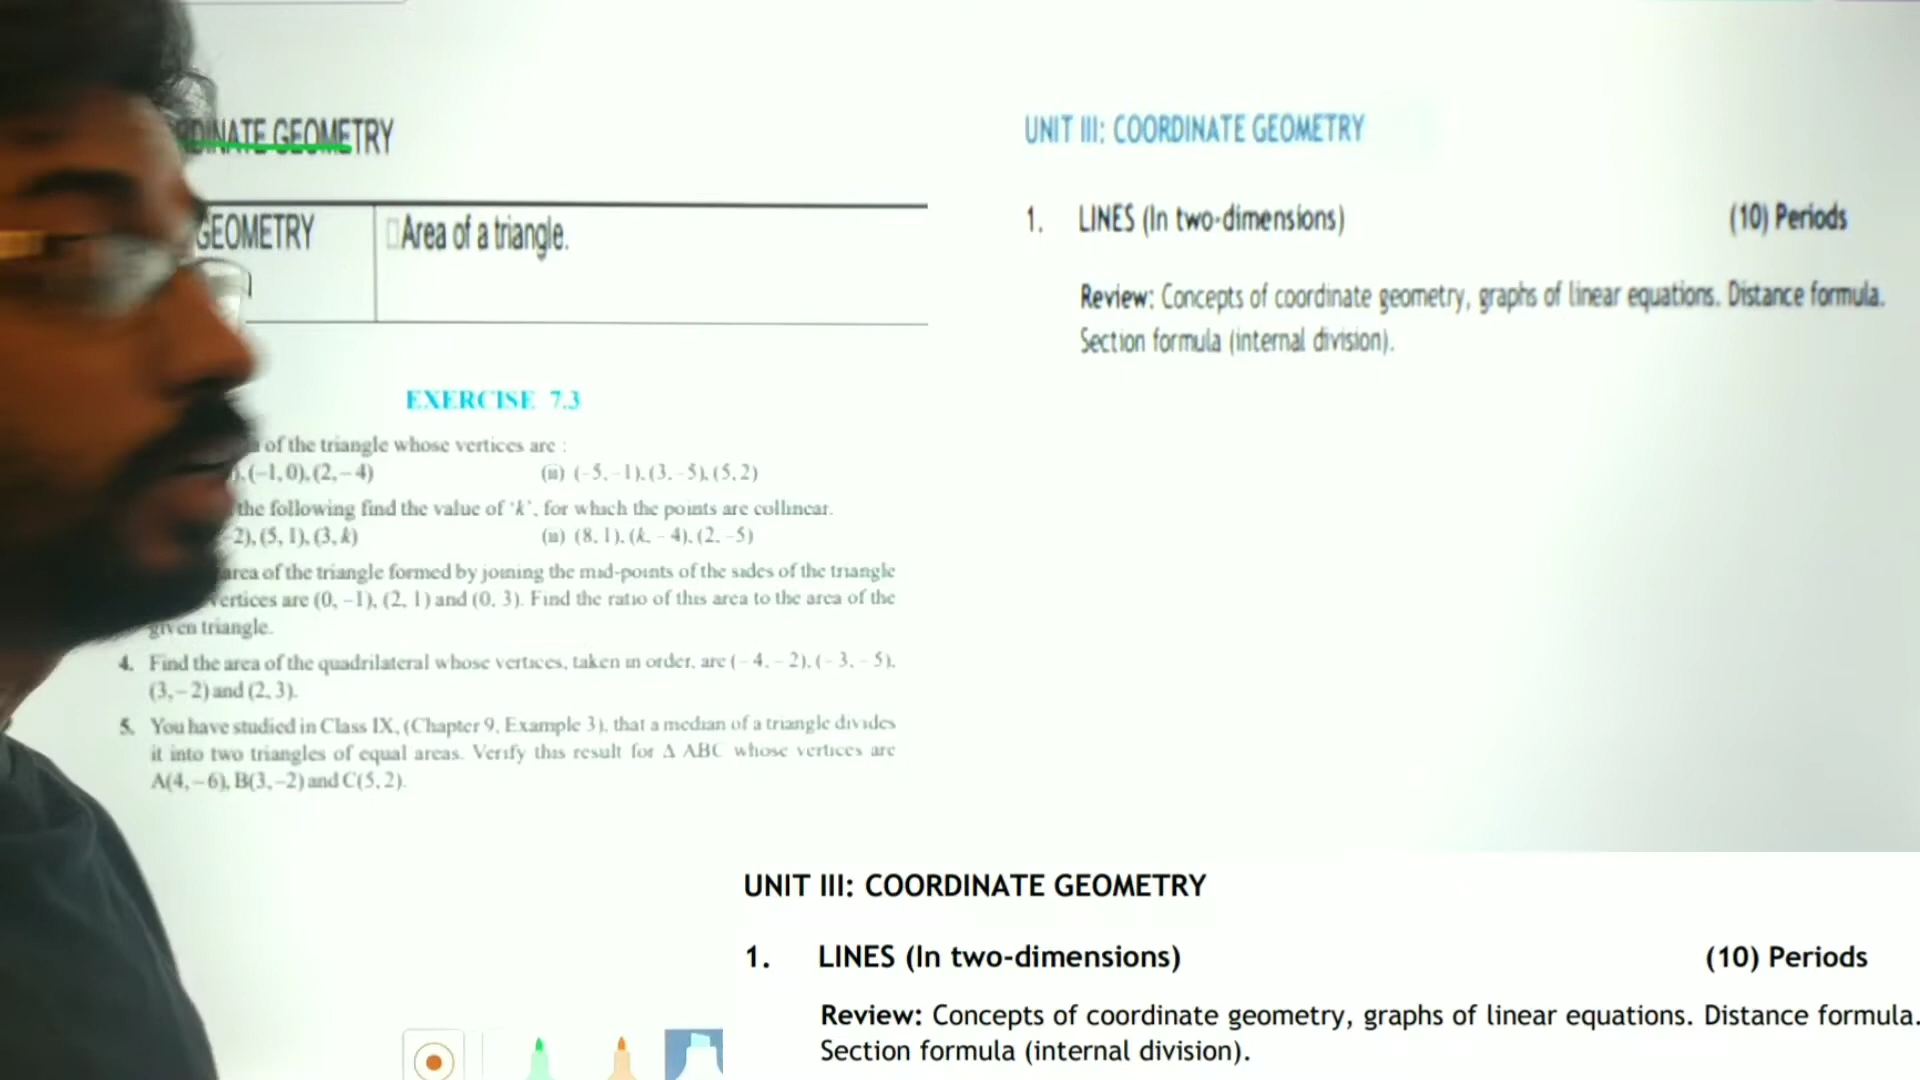 RDINATE GEOMETRY
GEOMETRY
Area of a triangle.
EXERCISE 7.3
of the triangle whose vertices are :
(–1, 0), (2, – 4)
(ii) (–5, –1), (3, –5), (5, 2)
the following find the value of 'k', for which the points are collinear.
2), (5, 1), (3, k)
(ii) (8, 1), (k, – 4), (2, –5)
area of the triangle formed by joining the mid-points of the sides of the triangle
vertices are (0, –1), (2, 1) and (0, 3). Find the ratio of this area to the area of the
given triangle.
4. Find the area of the quadrilateral whose vertices, taken in order, are (– 4, – 2), (– 3, – 5),
(3, – 2) and (2, 3).
5. You have studied in Class IX, (Chapter 9, Example 3), that a median of a triangle divides
it into two triangles of equal areas. Verify this result for Δ ABC whose vertices are
A(4, – 6), B(3, –2) and C(5, 2).
UNIT III: COORDINATE GEOMETRY
1. LINES (In two-dimensions) (10) Periods
Review: Concepts of coordinate geometry, graphs of linear equations. Distance formula.
Section formula (internal division).
UNIT III: COORDINATE GEOMETRY
1. LINES (In two-dimensions) (10) Periods
Review: Concepts of coordinate geometry, graphs of linear equations. Distance formula.
Section formula (internal division).